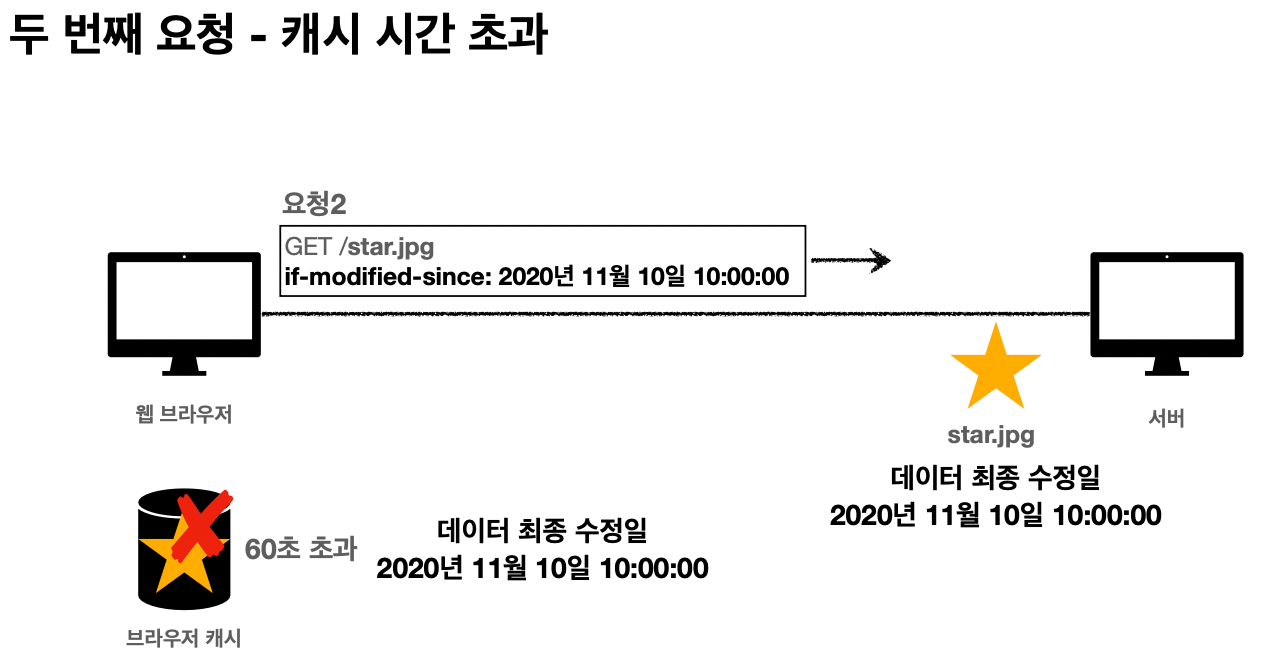 두 번째 요청 - 캐시 시간 초과
요청2
GET /star.jpg
if-modified-since: 2020년 11월 10일 10:00:00
웹 브라우저
서버
star.jpg
데이터 최종 수정일
2020년 11월 10일 10:00:00
60초 초과
데이터 최종 수정일
2020년 11월 10일 10:00:00
브라우저 캐시